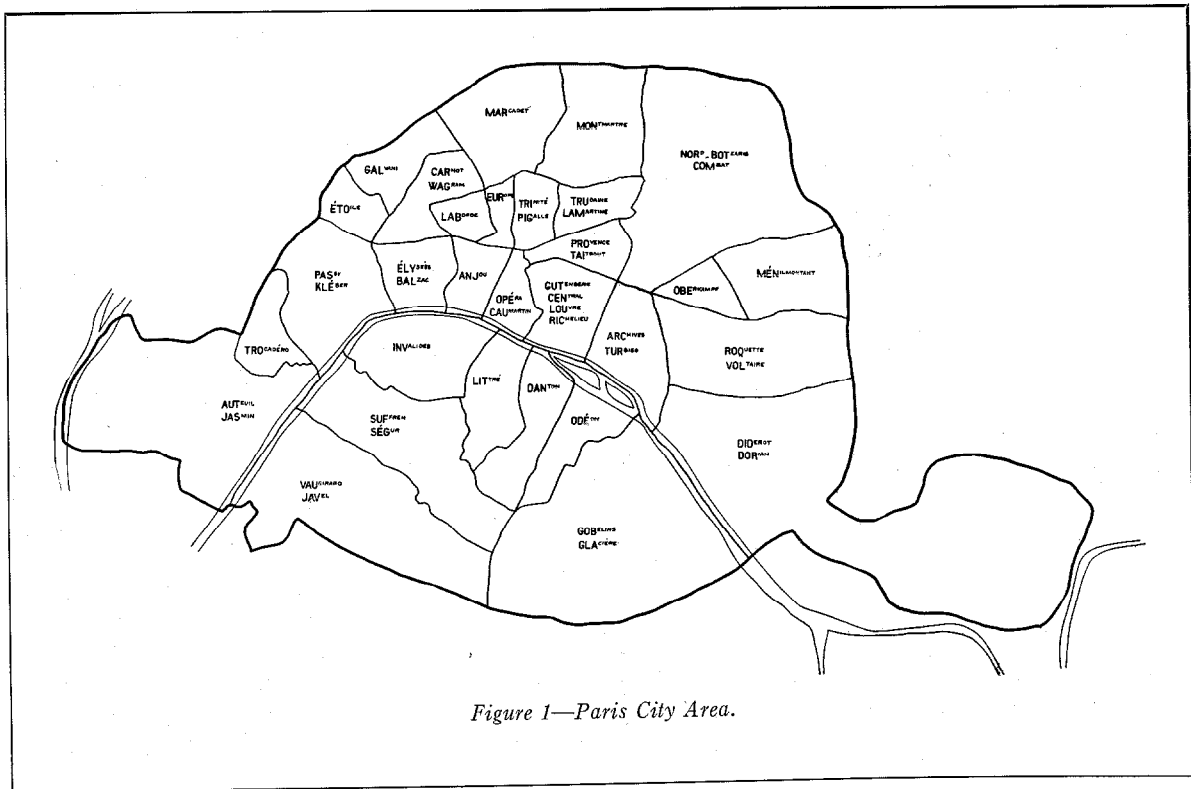 MARCADET
MONTMARTRE
NORD-BOTZARIS
COMBAT
GALVANI
CARNOT
WAGRAM
ÉTOILE
EUROPE
LABORDE
TRINITÉ
PIGALLE
TRUDAINE
LAMARTINE
PROVENCE
TAITBOUT
PASSY
KLÉBER
ÉLYSÉES
BALZAC
ANJOU
OPÉRA
CAUMARTIN
GUTENBERG
CENTRAL
LOUVRE
RICHELIEU
OBERKAMPF
MÉNILMONTANT
ARCHIVES
TURBIGO
ROQUETTE
VOLTAIRE
TROCADÉRO
INVALIDES
LITTRÉ
DANTON
ODÉON
AUTEUIL
JASMIN
SUFFREN
SÉGUR
DIDEROT
DORIAN
VAUGIRARD
JAVEL
GOBELINS
GLACIÈRE
Figure 1—Paris City Area.